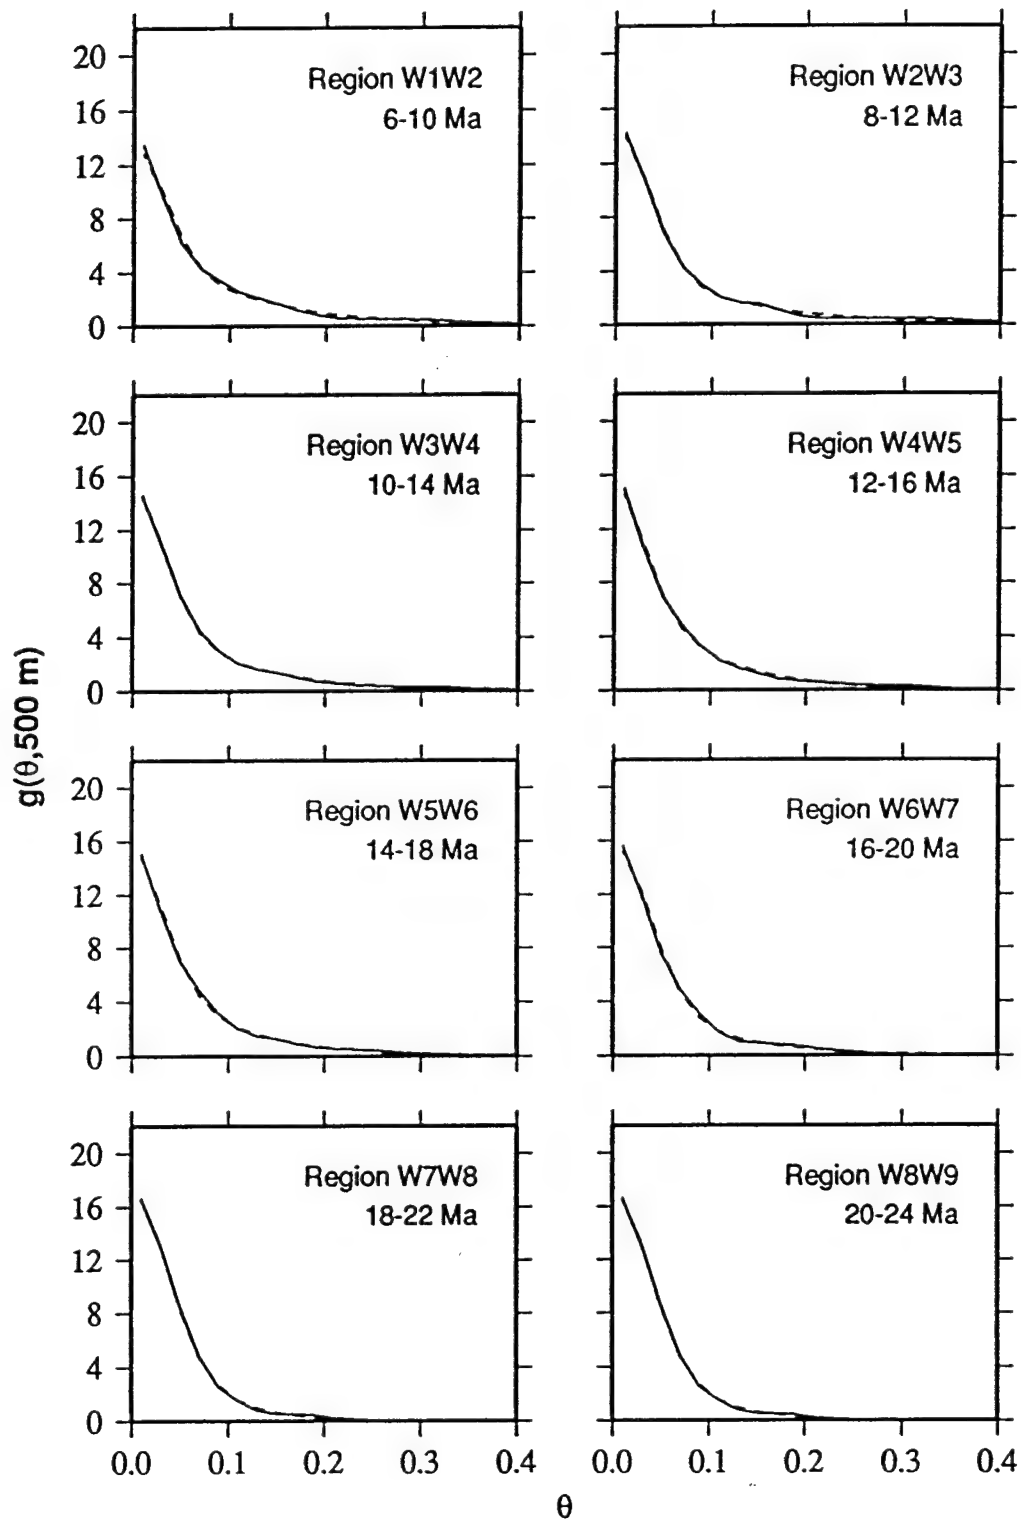 20
16
12
8
4
0
Region W1W2
6-10 Ma
Region W2W3
8-12 Ma
20
16
12
8
4
0
Region W3W4
10-14 Ma
Region W4W5
12-16 Ma
g(θ,500 m)
20
16
12
8
4
0
Region W5W6
14-18 Ma
Region W6W7
16-20 Ma
20
16
12
8
4
0
Region W7W8
18-22 Ma
Region W8W9
20-24 Ma
0.0 0.1 0.2 0.3 0.4
0.0 0.1 0.2 0.3 0.4
θ